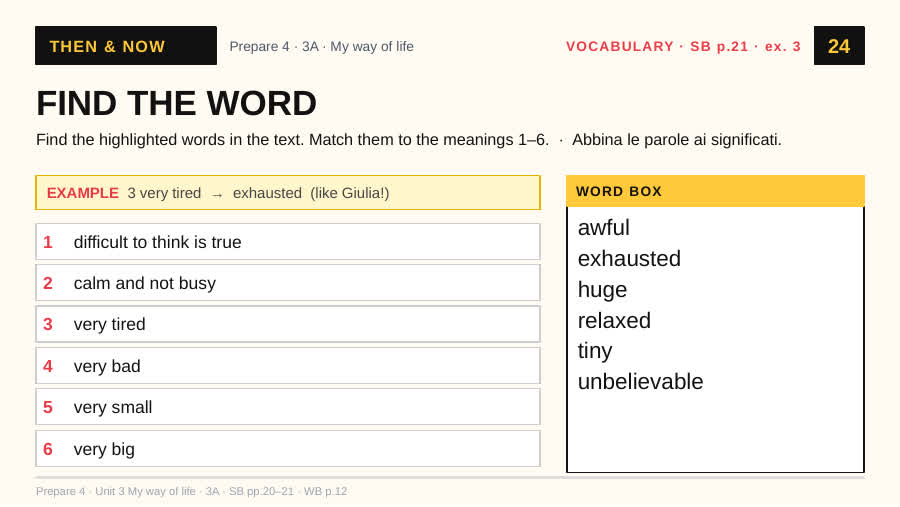 THEN & NOW
Prepare 4 · 3A · My way of life
VOCABULARY · SB p.21 · ex. 3
24
FIND THE WORD
Find the highlighted words in the text. Match them to the meanings 1–6. · Abbina le parole ai significati.
EXAMPLE 3 very tired → exhausted (like Giulia!)
1 difficult to think is true
2 calm and not busy
3 very tired
4 very bad
5 very small
6 very big
WORD BOX
awful
exhausted
huge
relaxed
tiny
unbelievable
Prepare 4 · Unit 3 My way of life · 3A · SB pp.20–21 · WB p.12